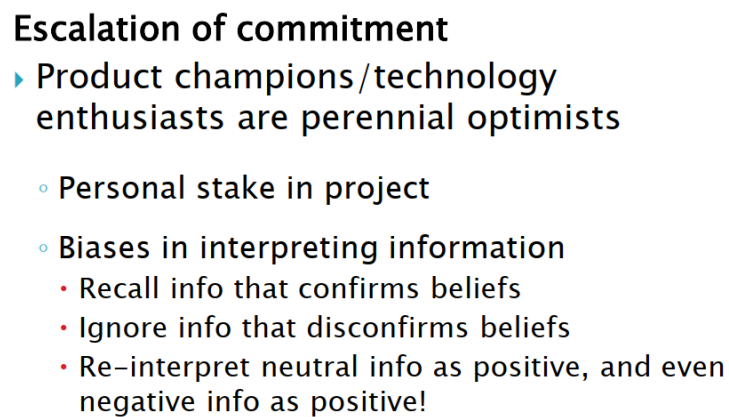 Escalation of commitment
Product champions/technology
enthusiasts are perennial optimists
Personal stake in project
Biases in interpreting information
Recall info that confirms beliefs
Ignore info that disconfirms beliefs
Re-interpret neutral info as positive, and even
negative info as positive!